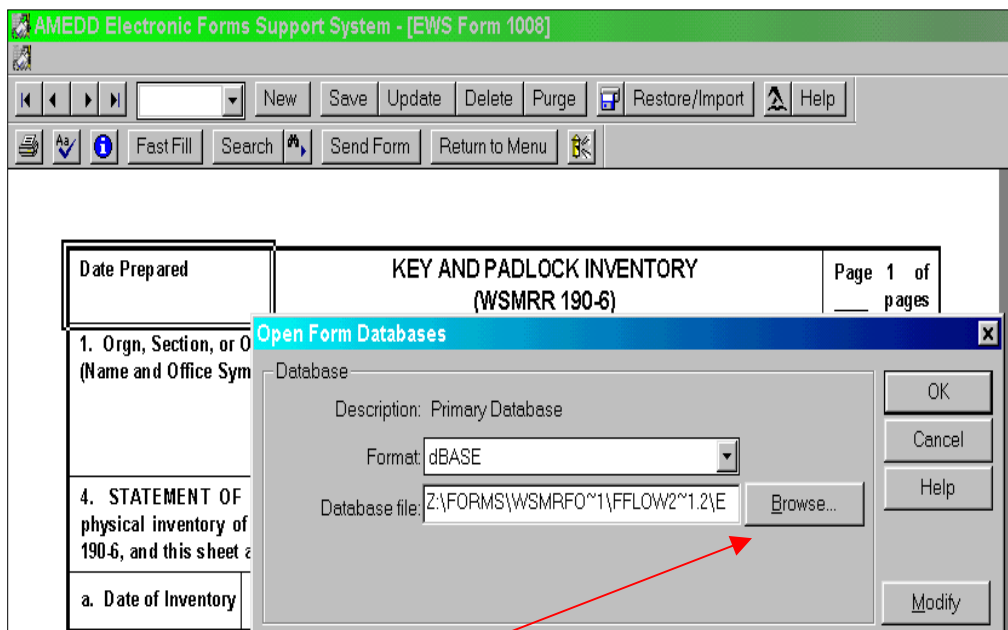 AMEDD Electronic Forms Support System - [EWS Form 1008]
New Save Update Delete Purge Restore/Import Help
Fast Fill Search Send Form Return to Menu
Date Prepared
KEY AND PADLOCK INVENTORY
(WSMRR 190-6)
Page 1 of
___ pages
1. Orgn, Section, or O
(Name and Office Sym
4. STATEMENT OF
physical inventory of
190-6, and this sheet a
a. Date of Inventory
Open Form Databases
Database
Description: Primary Database
Format: dBASE
Database file: Z:\FORMS\WSMRFO~1\FFLOW2~1.2\E
Browse...
OK
Cancel
Help
Modify